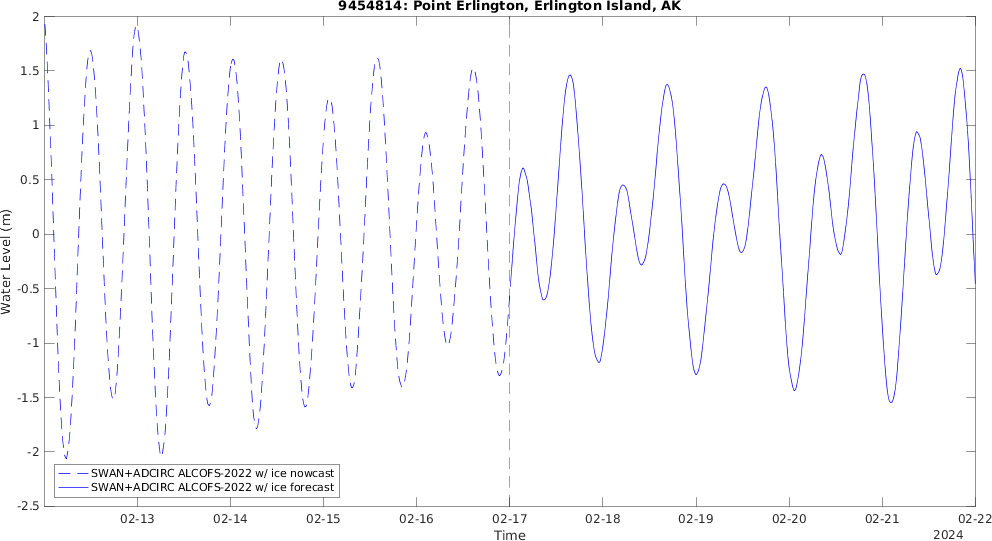 9454814: Point Erlington, Erlington Island, AK
Water Level (m)
2
1.5
1
0.5
0
-0.5
-1
-1.5
-2
-2.5
SWAN+ADCIRC ALCOFS-2022 w/ ice nowcast
SWAN+ADCIRC ALCOFS-2022 w/ ice forecast
02-13 02-14 02-15 02-16 02-17 02-18 02-19 02-20 02-21 02-22
Time
2024